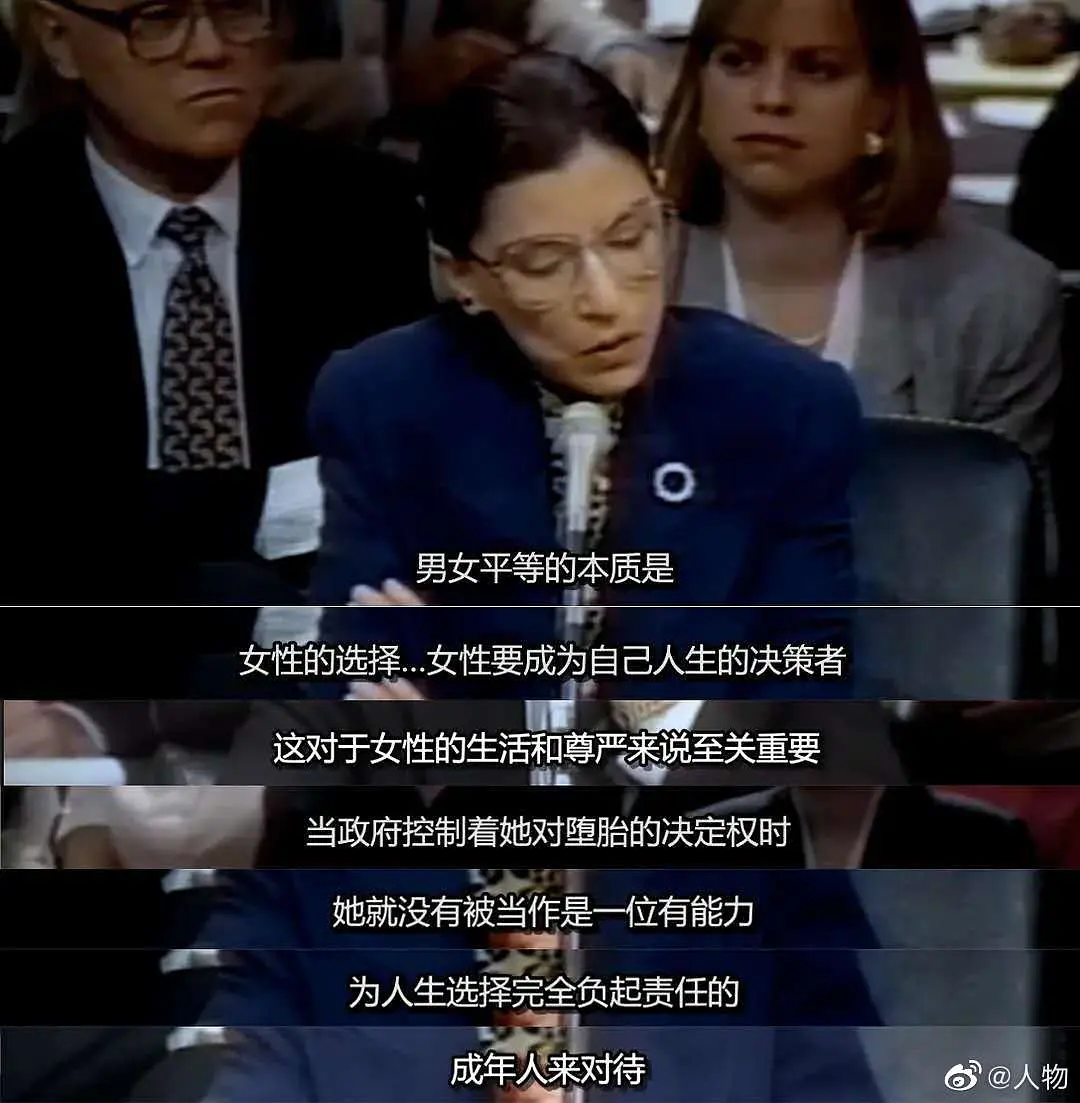 男女平等的本质是
女性的选择...女性要成为自己人生的决策者
这对于女性的生活和尊严来说至关重要
当政府控制着她对堕胎的决定权时
她就没有被当作是一位有能力
为人生选择完全负起责任的
成年人来对待
@人物